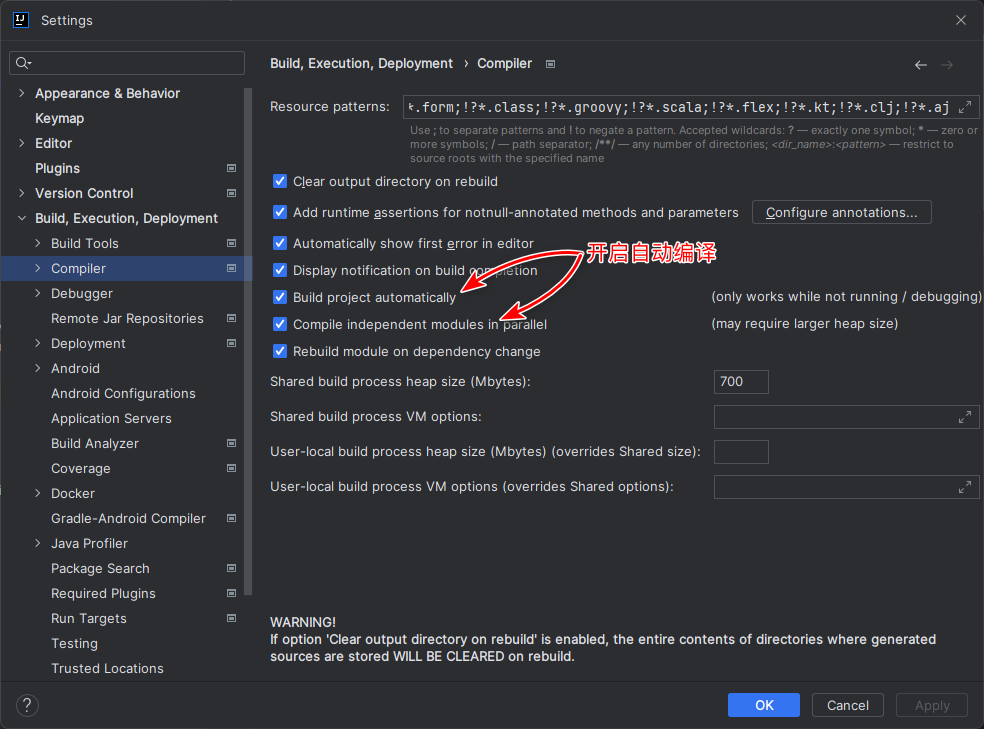 Settings
Build, Execution, Deployment › Compiler
Appearance & Behavior
Keymap
Editor
Plugins
Version Control
Build, Execution, Deployment
Build Tools
Compiler
Debugger
Remote Jar Repositories
Deployment
Android
Android Configurations
Application Servers
Build Analyzer
Coverage
Docker
Gradle-Android Compiler
Java Profiler
Package Search
Required Plugins
Run Targets
Testing
Trusted Locations
Resource patterns: *.form;!?*.class;!?*.groovy;!?*.scala;!?*.flex;!?*.kt;!?*.clj;!?*.aj
Use ; to separate patterns and ! to negate a pattern. Accepted wildcards: ? — exactly one symbol; * — zero or
more symbols; / — path separator; /**/ — any number of directories; <dir_name>:<pattern> — restrict to
source roots with the specified name
Clear output directory on rebuild
Add runtime assertions for notnull-annotated methods and parameters Configure annotations...
Automatically show first error in editor
开启自动编译
Display notification on build completion
Build project automatically (only works while not running / debugging)
Compile independent modules in parallel (may require larger heap size)
Rebuild module on dependency change
Shared build process heap size (Mbytes): 700
Shared build process VM options:
User-local build process heap size (Mbytes) (overrides Shared size):
User-local build process VM options (overrides Shared options):
WARNING!
If option 'Clear output directory on rebuild' is enabled, the entire contents of directories where generated
sources are stored WILL BE CLEARED on rebuild.
? OK Cancel Apply